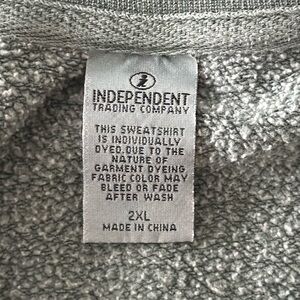 INDEPENDENT
TRADING COMPANY
THIS SWEATSHIRT
IS INDIVIDUALLY
DYED.DUE TO THE
NATURE OF
GARMENT DYEING
FABRIC COLOR MAY
BLEED OR FADE
AFTER WASH
2XL
MADE IN CHINA